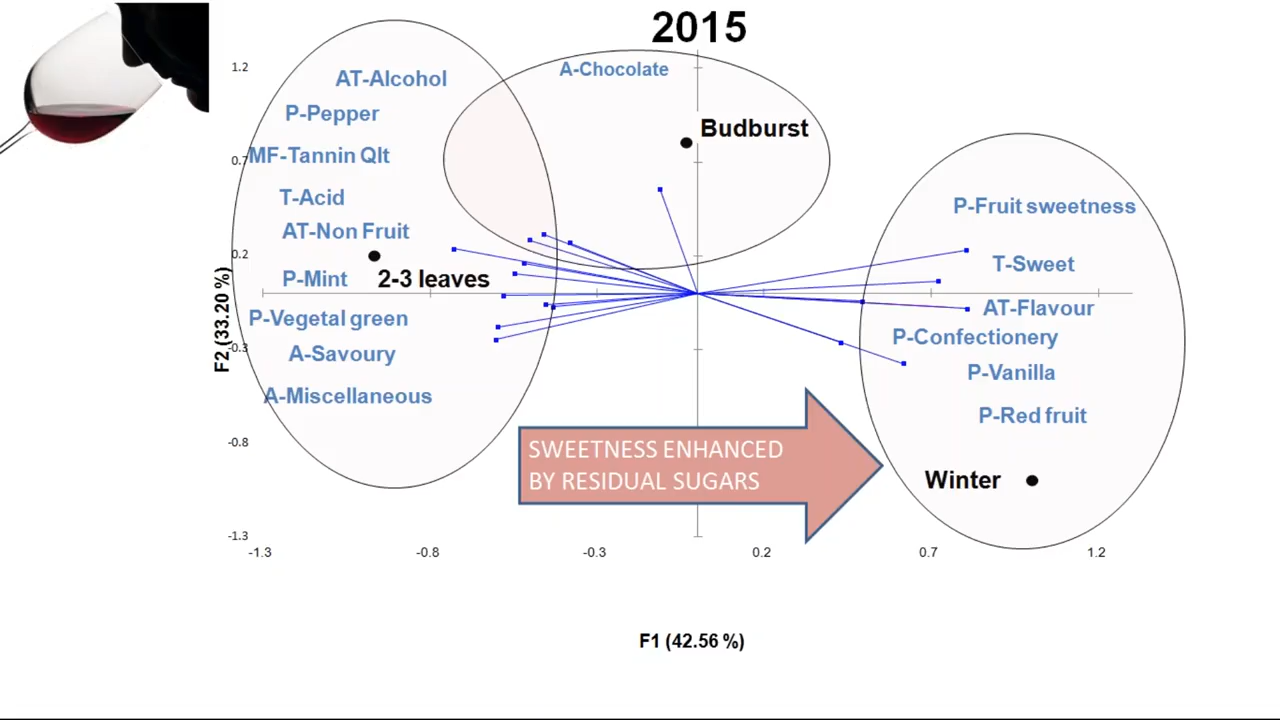 2015
1.2
AT-Alcohol
A-Chocolate
P-Pepper
Budburst
0.7
MF-Tannin Qlt
T-Acid
P-Fruit sweetness
AT-Non Fruit
0.2
T-Sweet
P-Mint
2-3 leaves
AT-Flavour
P-Vegetal green
F2 (33.20 %)
P-Confectionery
-0.3
A-Savoury
P-Vanilla
A-Miscellaneous
P-Red fruit
-0.8
SWEETNESS ENHANCED
BY RESIDUAL SUGARS
Winter
-1.3
-1.3 -0.8 -0.3 0.2 0.7 1.2
F1 (42.56 %)